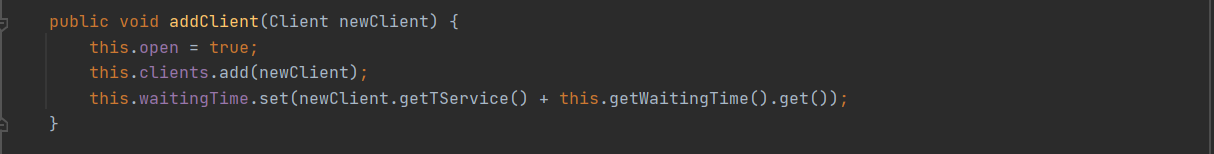 public void addClient(Client newClient) {
    this.open = true;
    this.clients.add(newClient);
    this.waitingTime.set(newClient.getTService() + this.getWaitingTime().get());
}